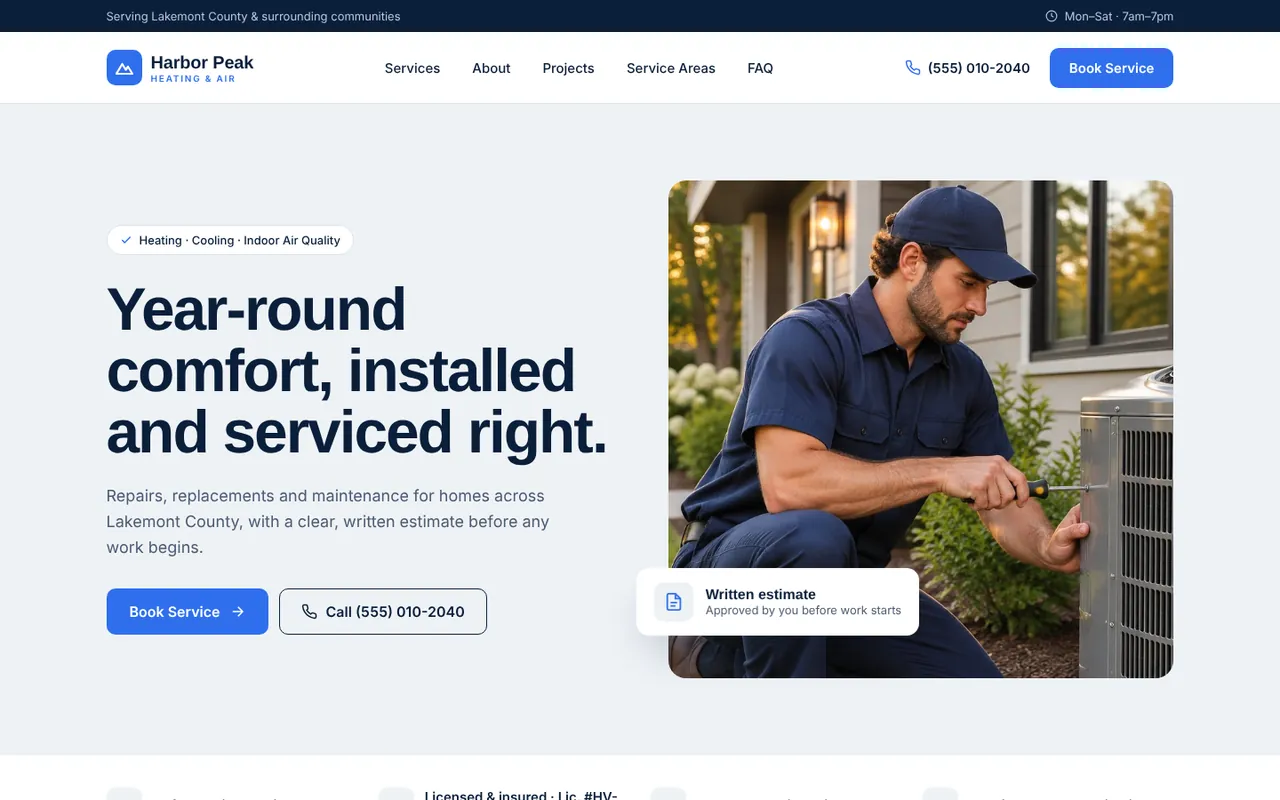 Serving Lakemont County & surrounding communities
Mon–Sat · 7am–7pm
Harbor Peak
HEATING & AIR
Services
About
Projects
Service Areas
FAQ
(555) 010-2040
Book Service
Heating · Cooling · Indoor Air Quality
Year-round
comfort, installed
and serviced right.
Repairs, replacements and maintenance for homes across
Lakemont County, with a clear, written estimate before any
work begins.
Book Service
Call (555) 010-2040
Written estimate
Approved by you before work starts
Licensed & insured · Lic. #HV-